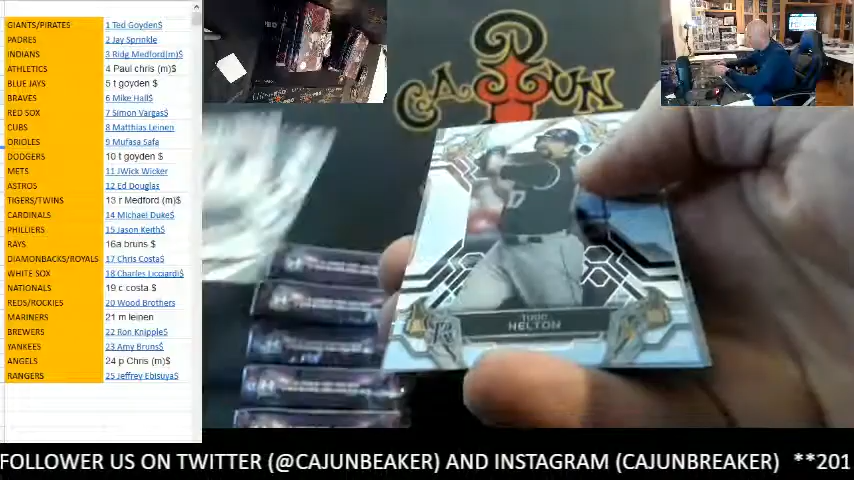 GIANTS/PIRATES 1 Ted Goyden$
PADRES 2 Jay Sprinkle
INDIANS 3 Ridg Medford(m)$
ATHLETICS 4 Paul chris (m)$
BLUE JAYS 5 t goyden $
BRAVES 6 Mike Hall$
RED SOX 7 Simon Vargas$
CUBS 8 Matthias Leinen
ORIOLES 9 Mufasa Safa
DODGERS 10 t goyden $
METS 11 JWick Wicker
ASTROS 12 Ed Douglas
TIGERS/TWINS 13 r Medford (m)$
CARDINALS 14 Michael Duke$
PHILLIERS 15 Jason Keith$
RAYS 16a bruns $
DIAMONBACKS/ROYALS 17 Chris Costa$
WHITE SOX 18 Charles Licciardi$
NATIONALS 19 c costa $
REDS/ROCKIES 20 Wood Brothers
MARINERS 21 m leinen
BREWERS 22 Ron Knipple$
YANKEES 23 Amy Bruns$
ANGELS 24 p Chris (m)$
RANGERS 25 Jeffrey Ebisuya$
CAJUN
TODD
HELTON
FOLLOWER US ON TWITTER (@CAJUNBEAKER) AND INSTAGRAM (CAJUNBREAKER) **201